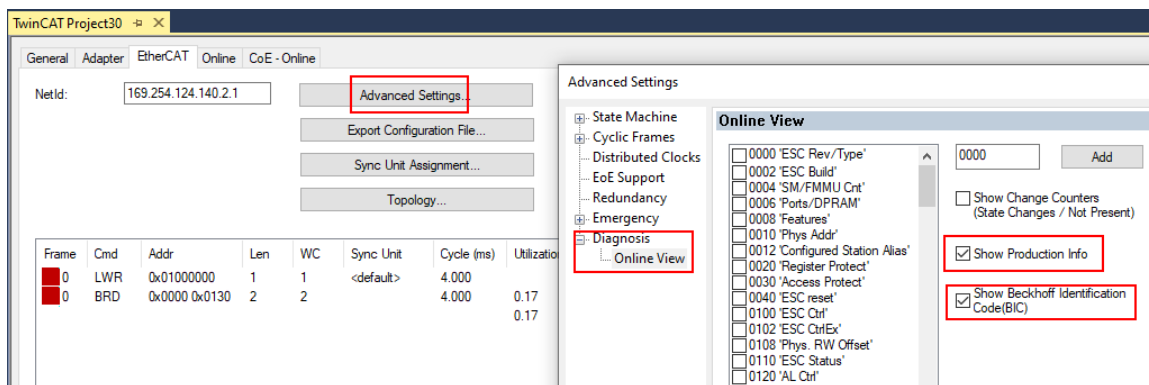 TwinCAT Project30
General Adapter EtherCAT Online CoE - Online
NetId:
169.254.124.140.2.1
Advanced Settings...
Export Configuration File...
Sync Unit Assignment...
Topology...
Frame Cmd Addr Len WC Sync Unit Cycle (ms) Utilizatio
0 LWR 0x01000000 1 1 <default> 4.000
0 BRD 0x0000 0x0130 2 2 4.000 0.17
0.17
Advanced Settings
State Machine
Cyclic Frames
Distributed Clocks
EoE Support
Redundancy
Emergency
Diagnosis
Online View
Online View
0000 'ESC Rev/Type'
0002 'ESC Build'
0004 'SM/FMMU Cnt'
0006 'Ports/DPRAM'
0008 'Features'
0010 'Phys Addr'
0012 'Configured Station Alias'
0020 'Register Protect'
0030 'Access Protect'
0040 'ESC reset'
0100 'ESC Ctrl'
0102 'ESC CtrlEx'
0108 'Phys. RW Offset'
0110 'ESC Status'
0120 'AL Ctrl'
0000
Add
Show Change Counters
(State Changes / Not Present)
Show Production Info
Show Beckhoff Identification
Code(BIC)